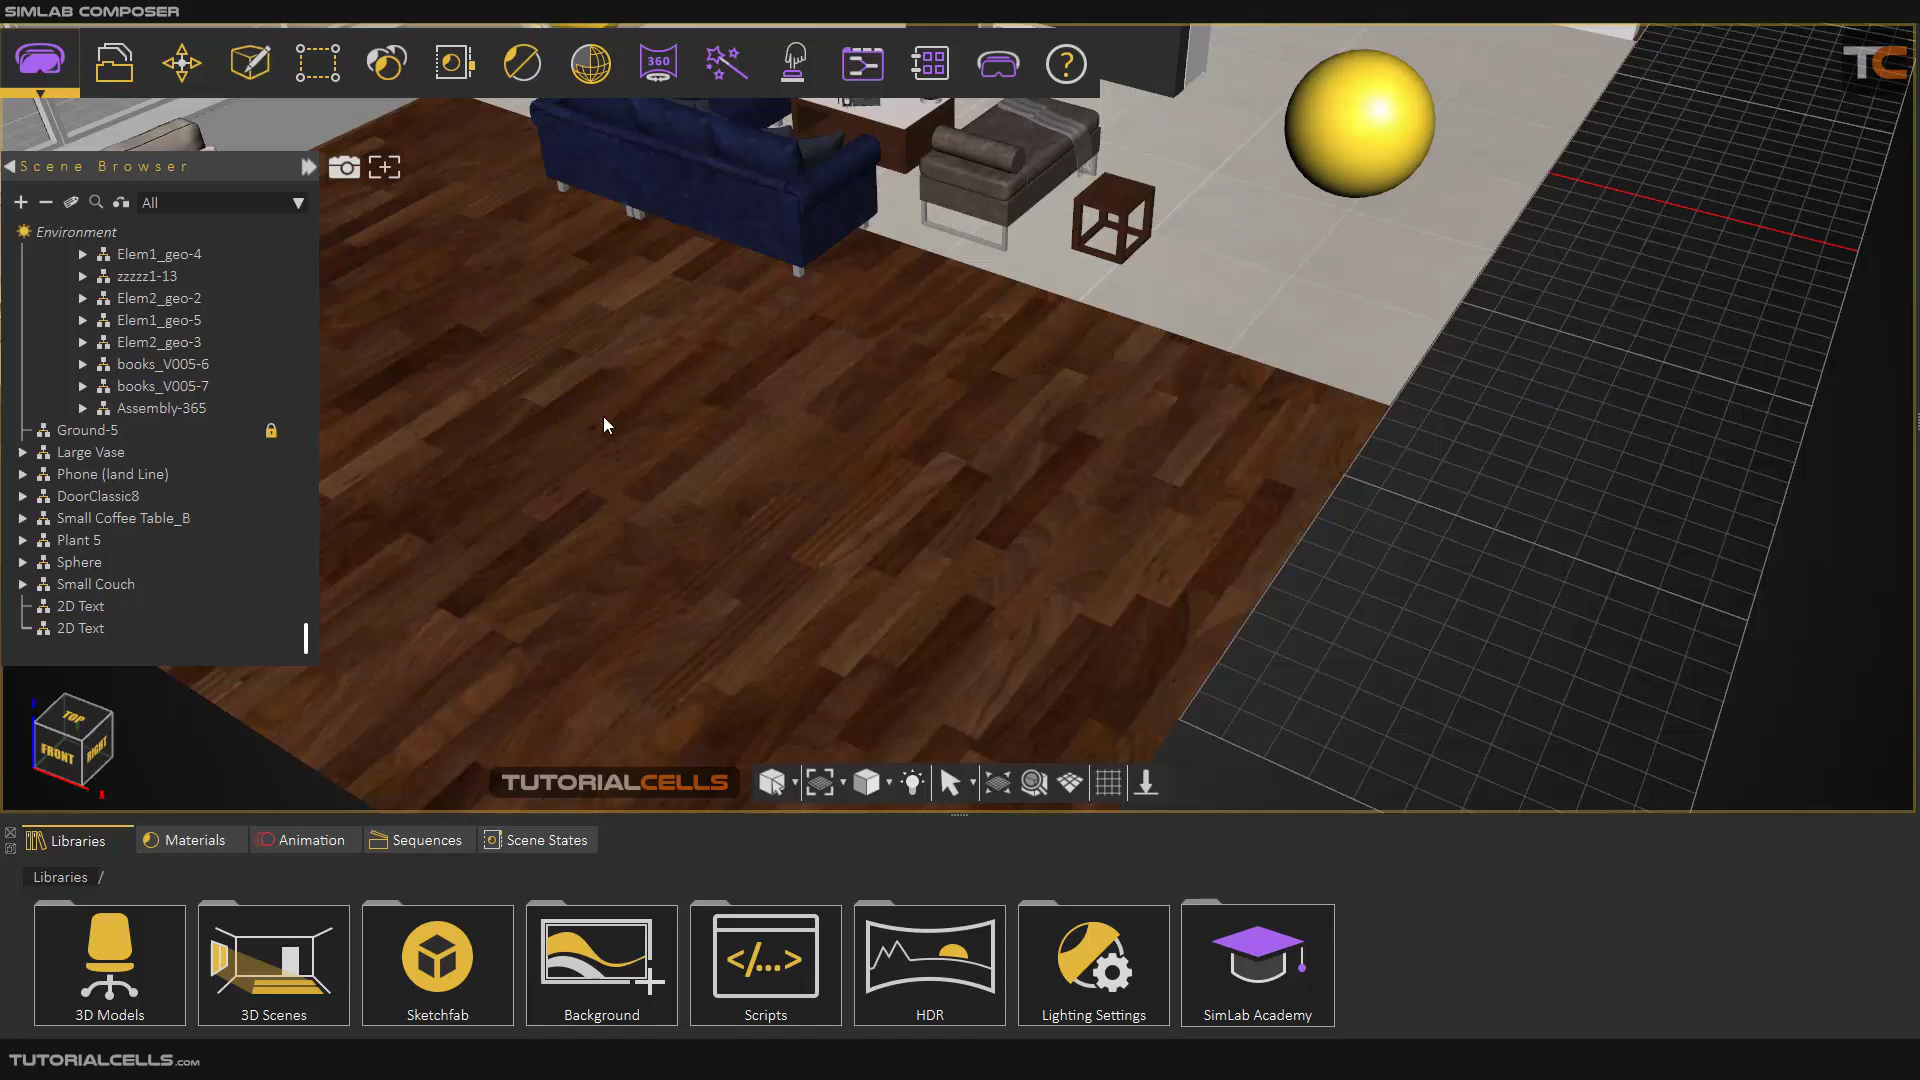 SIMLAB COMPOSER
360
?
TC
Scene Browser
All
Environment
Elem1_geo-4
zzzzz1-13
Elem2_geo-2
Elem1_geo-5
Elem2_geo-3
books_V005-6
books_V005-7
Assembly-365
Ground-5
Large Vase
Phone (land Line)
DoorClassic8
Small Coffee Table_B
Plant 5
Sphere
Small Couch
2D Text
2D Text
TOP
FRONT
RIGHT
TUTORIALCELLS
Libraries
Materials
Animation
Sequences
Scene States
Libraries /
</...>
3D Models
3D Scenes
Sketchfab
Background
Scripts
HDR
Lighting Settings
SimLab Academy
TUTORIALCELLS.COM